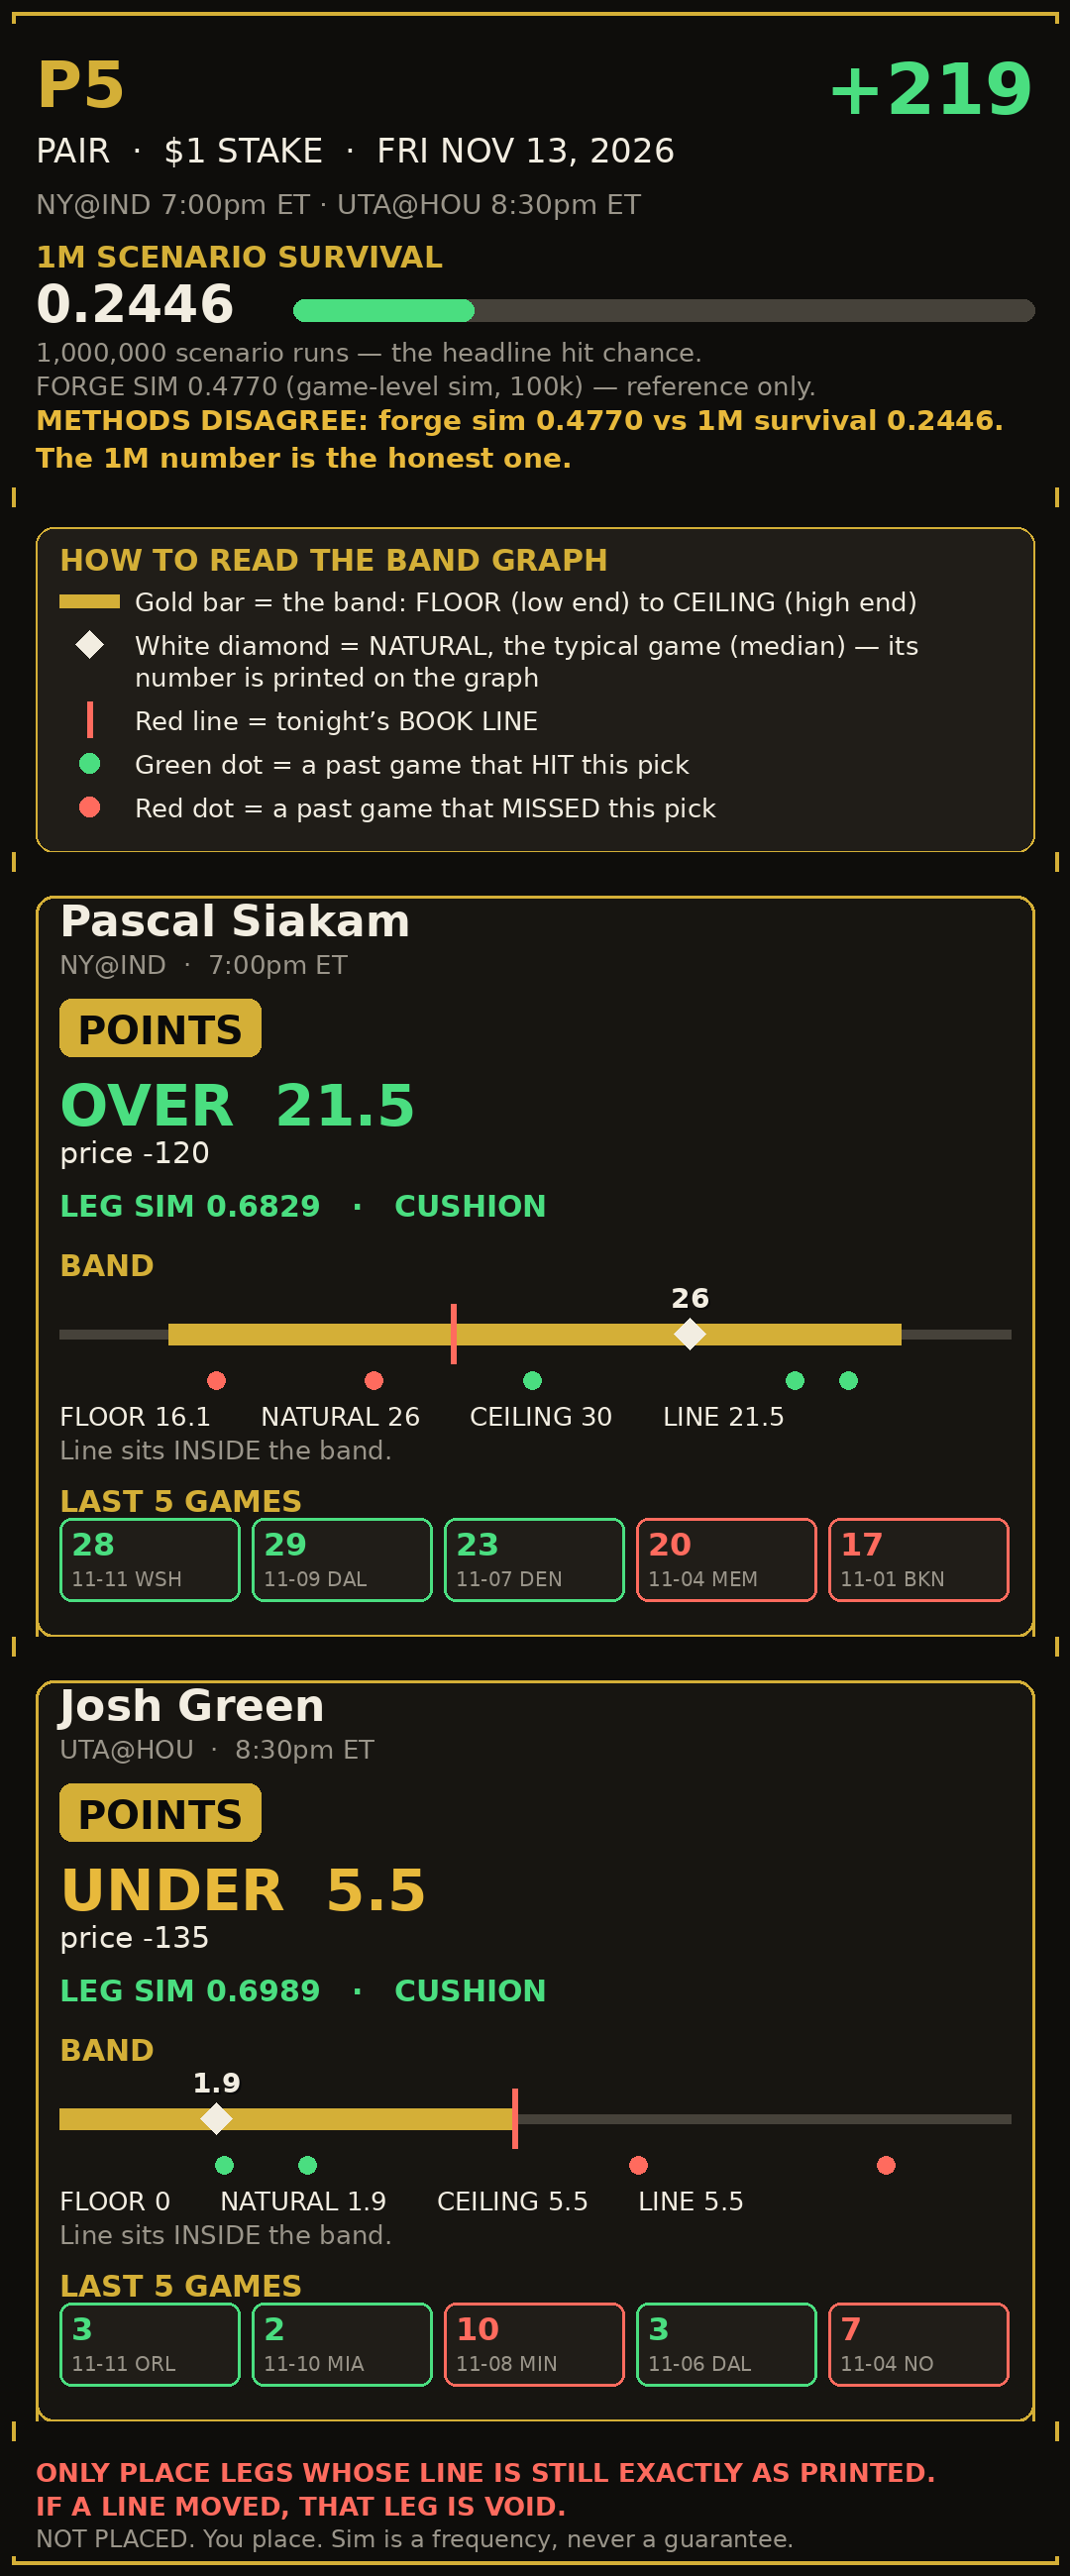 P5
+219
PAIR · $1 STAKE · FRI NOV 13, 2026
NY@IND 7:00pm ET · UTA@HOU 8:30pm ET
1M SCENARIO SURVIVAL
0.2446
1,000,000 scenario runs — the headline hit chance.
FORGE SIM 0.4770 (game-level sim, 100k) — reference only.
METHODS DISAGREE: forge sim 0.4770 vs 1M survival 0.2446.
The 1M number is the honest one.
HOW TO READ THE BAND GRAPH
Gold bar = the band: FLOOR (low end) to CEILING (high end)
White diamond = NATURAL, the typical game (median) — its
number is printed on the graph
Red line = tonight’s BOOK LINE
Green dot = a past game that HIT this pick
Red dot = a past game that MISSED this pick
Pascal Siakam
NY@IND · 7:00pm ET
POINTS
OVER 21.5
price -120
LEG SIM 0.6829 · CUSHION
BAND
26
FLOOR 16.1 NATURAL 26 CEILING 30 LINE 21.5
Line sits INSIDE the band.
LAST 5 GAMES
28 29 23 20 17
11-11 WSH 11-09 DAL 11-07 DEN 11-04 MEM 11-01 BKN
Josh Green
UTA@HOU · 8:30pm ET
POINTS
UNDER 5.5
price -135
LEG SIM 0.6989 · CUSHION
BAND
1.9
FLOOR 0 NATURAL 1.9 CEILING 5.5 LINE 5.5
Line sits INSIDE the band.
LAST 5 GAMES
3 2 10 3 7
11-11 ORL 11-10 MIA 11-08 MIN 11-06 DAL 11-04 NO
ONLY PLACE LEGS WHOSE LINE IS STILL EXACTLY AS PRINTED.
IF A LINE MOVED, THAT LEG IS VOID.
NOT PLACED. You place. Sim is a frequency, never a guarantee.